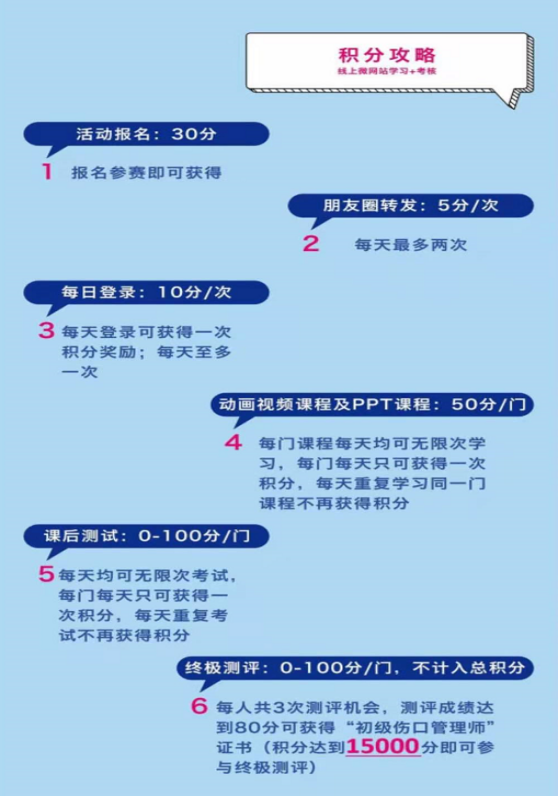 积分攻略
线上微网站学习+考核
活动报名：30分
1 报名参赛即可获得
朋友圈转发：5分/次
2 每天最多两次
每日登录：10分/次
3 每天登录可获得一次
积分奖励；每天至多
一次
动画视频课程及PPT课程：50分/门
4 每门课程每天均可无限次学
习，每门每天只可获得一次
积分，每天重复学习同一门
课程不再获得积分
课后测试：0-100分/门
5 每天均可无限次考试，
每门每天只可获得一
次积分，每天重复考
试不再获得积分
终极测评：0-100分/门，不计入总积分
6 每人共3次测评机会，测评成绩达
到80分可获得“初级伤口管理师”
证书（积分达到15000分即可参
与终极测评）